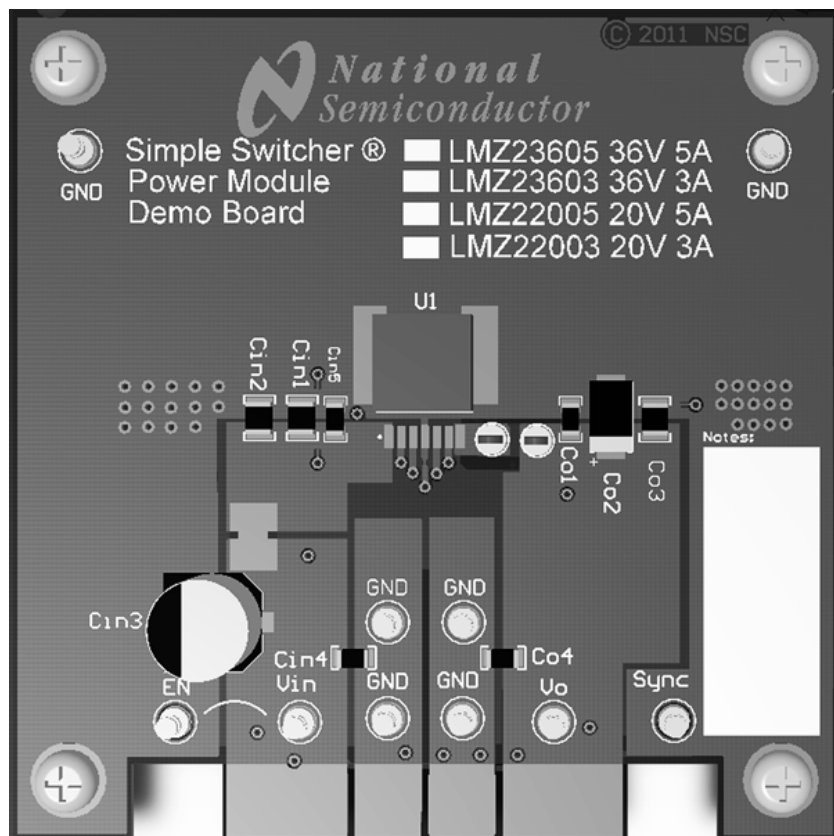 © 2011 NSC
National
Semiconductor
Simple Switcher ®
Power Module
Demo Board
LMZ23605 36V 5A
LMZ23603 36V 3A
LMZ22005 20V 5A
LMZ22003 20V 3A
GND
GND
U1
Cin2
Cin1
Cin5
Co1
Co2
+
Co3
Notes:
Cin3
GND
GND
Cin4
Co4
EN
Vin
GND
GND
Vo
Sync